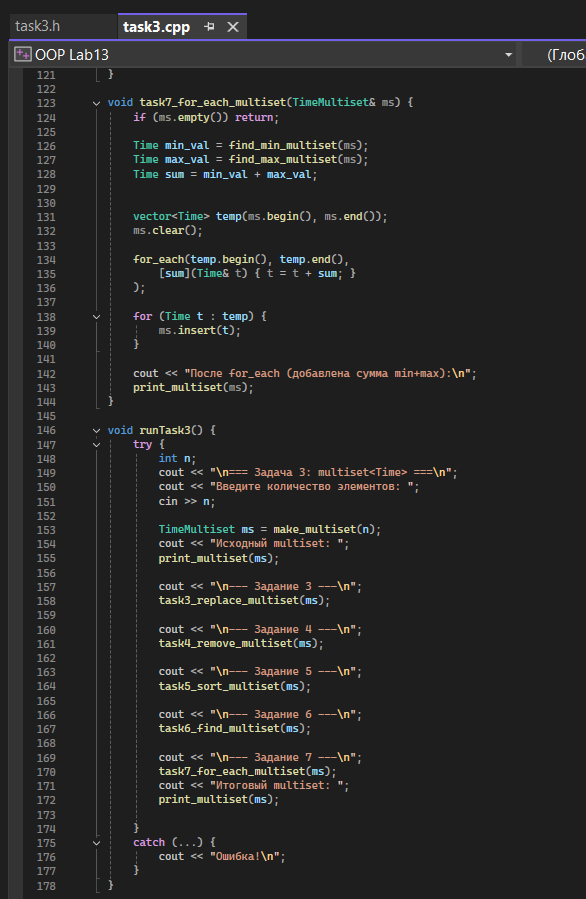 task3.h
task3.cpp
OOP Lab13
(Глоб
121 }
122
123 void task7_for_each_multiset(TimeMultiset& ms) {
124     if (ms.empty()) return;
125
126     Time min_val = find_min_multiset(ms);
127     Time max_val = find_max_multiset(ms);
128     Time sum = min_val + max_val;
129
130
131     vector<Time> temp(ms.begin(), ms.end());
132     ms.clear();
133
134     for_each(temp.begin(), temp.end(),
135         [sum](Time& t) { t = t + sum; }
136     );
137
138     for (Time t : temp) {
139         ms.insert(t);
140     }
141
142     cout << "После for_each (добавлена сумма min+max):\n";
143     print_multiset(ms);
144 }
145
146 void runTask3() {
147     try {
148         int n;
149         cout << "\n=== Задача 3: multiset<Time> ===\n";
150         cout << "Введите количество элементов: ";
151         cin >> n;
152
153         TimeMultiset ms = make_multiset(n);
154         cout << "Исходный multiset: ";
155         print_multiset(ms);
156
157         cout << "\n--- Задание 3 ---\n";
158         task3_replace_multiset(ms);
159
160         cout << "\n--- Задание 4 ---\n";
161         task4_remove_multiset(ms);
162
163         cout << "\n--- Задание 5 ---\n";
164         task5_sort_multiset(ms);
165
166         cout << "\n--- Задание 6 ---\n";
167         task6_find_multiset(ms);
168
169         cout << "\n--- Задание 7 ---\n";
170         task7_for_each_multiset(ms);
171         cout << "Итоговый multiset: ";
172         print_multiset(ms);
173
174     }
175     catch (...) {
176         cout << "Ошибка!\n";
177     }
178 }